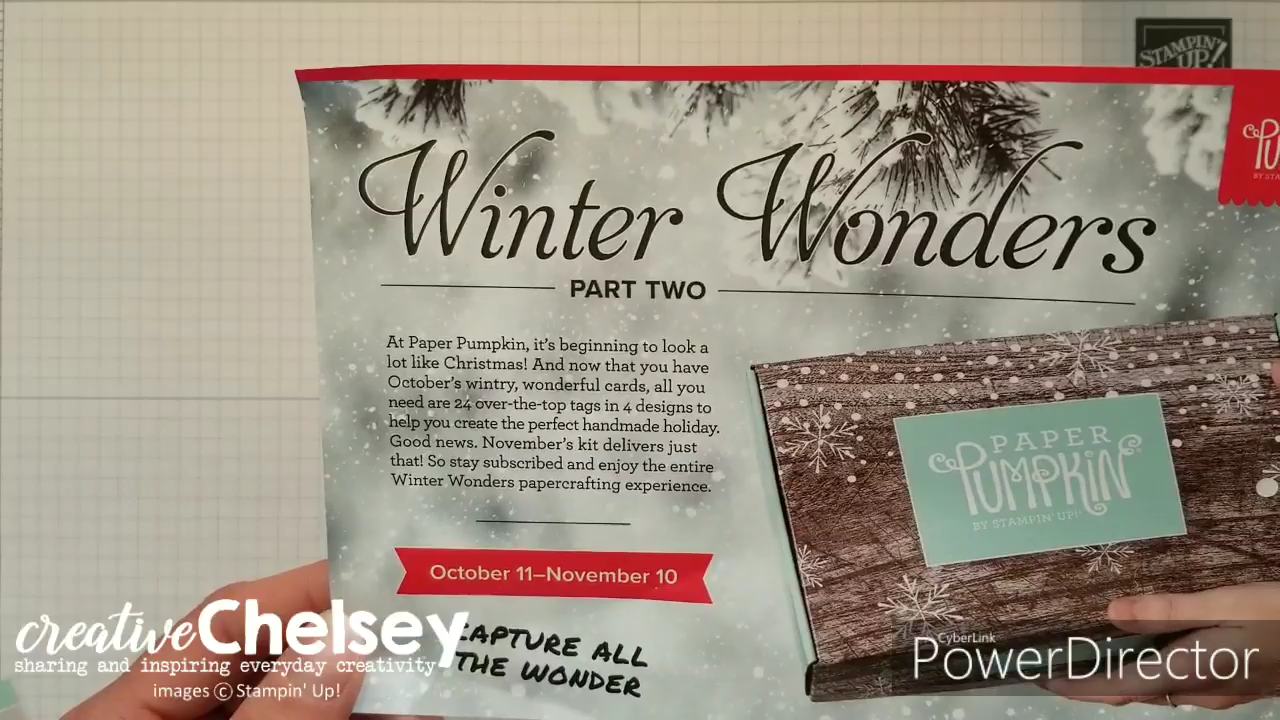 STAMPIN' UP!
Winter Wonders
PART TWO
At Paper Pumpkin, it's beginning to look a
lot like Christmas! And now that you have
October's wintry, wonderful cards, all you
need are 24 over-the-top tags in 4 designs to
help you create the perfect handmade holiday.
Good news. November's kit delivers just
that! So stay subscribed and enjoy the entire
Winter Wonders papercrafting experience.
October 11–November 10
CAPTURE ALL
THE WONDER
PAPER
PUMPKIN
BY STAMPIN' UP!
creativeChelsey
sharing and inspiring everyday creativity
images © Stampin' Up!
CyberLink
PowerDirector